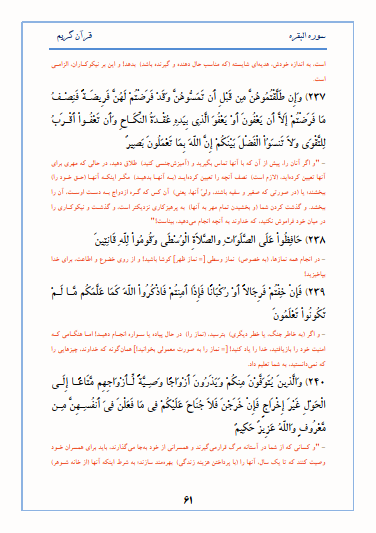 سوره البقره
قرآن کریم
است، به اندازه خودش، هدیه‌ای شایسته (که مناسب حال دهنده و گیرنده باشد) بدهد! و این بر نیکوکاران، الزامی
است.
(۲۳۷) وَإِن طَلَّقْتُمُوهُنَّ مِن قَبْلِ أَن تَمَسُّوهُنَّ وَقَدْ فَرَضْتُمْ لَهُنَّ فَرِيضَةً فَنِصْفُ
مَا فَرَضْتُمْ إَلاَّ أَن يَعْفُونَ أَوْ يَعْفُوَ الَّذِي بِيَدِهِ عُقْدَةُ النِّكَاحِ وَأَن تَعْفُواْ أَقْرَبُ
لِلتَّقْوَى وَلاَ تَنسَوُاْ الْفَضْلَ بَيْنَكُمْ إِنَّ اللّهَ بِمَا تَعْمَلُونَ بَصِيرٌ
- "و اگر آنان را، پیش از آن که با آنها تماس بگیرید و (آمیزش‌جنسی کنید) طلاق دهید، در حالی که مهری برای
آنها تعیین کرده‌اید، (لازم است) نصف آنچه را تعیین کرده‌اید (به آنها بدهید) مگر اینکه آنها (حق خود را)
ببخشند؛ یا (در صورتی که صغیر و سفیه باشند، ولیّ آنها، یعنی) آن کس که گره ازدواج به دست اوست، آن را
ببخشد. و گذشت کردن شما (و بخشیدن تمام مهر به آنها) به پرهیزکاری نزدیکتر است، و گذشت و نیکوکاری را
در میان خود فراموش نکنید، که خداوند به آنچه انجام می‌دهید، بیناست!"
(۲۳۸ حَافِظُواْ عَلَى الصَّلَوَاتِ والصَّلاَةِ الْوُسْطَى وَقُومُواْ لِلّهِ قَانِتِينَ
- در انجام همه نمازها، (به خصوص) نماز وسطی [= نماز ظهر] کوشا باشید! و از روی خضوع و اطاعت، برای خدا
بپاخیزید!
(۲۳۹ فَإنْ خِفْتُمْ فَرِجَالاً أَوْ رُكْبَانًا فَإِذَا أَمِنتُمْ فَاذْكُرُواْ اللّهَ كَمَا عَلَّمَكُم مَّا لَمْ
تَكُونُواْ تَعْلَمُونَ
- و اگر (به خاطر جنگ، یا خطر دیگری) بترسید، (نماز را) در حال پیاده یا سواره انجام دهید! اما هنگامی که
امنیت خود را بازیافتید، خدا را یاد کنید! [= نماز را به صورت معمولی بخوانید!] همان‌گونه که خداوند، چیزهایی را
که نمی‌دانستید، به شما تعلیم داد.
(۲۴۰ وَالَّذِينَ يُتَوَفَّوْنَ مِنكُمْ وَيَذَرُونَ أَزْوَاجًا وَصِيَّةً لِّأَزْوَاجِهِم مَّتَاعًا إِلَى
الْحَوْلِ غَيْرَ إِخْرَاجٍ فَإِنْ خَرَجْنَ فَلاَ جُنَاحَ عَلَيْكُمْ فِي مَا فَعَلْنَ فِيَ أَنفُسِهِنَّ مِن
مَّعْرُوفٍ وَاللّهُ عَزِيزٌ حَكِيمٌ
- "و کسانی که از شما در آستانه مرگ قرارمی‌گیرند و همسرانی از خود به‌جا می‌گذارند، باید برای همسران خود
وصیت کنند که تا یک سال، آنها را (با پرداختن هزینه زندگی) بهره‌مند سازند؛ به شرط اینکه آنها (از خانه شوهر)
۶۱